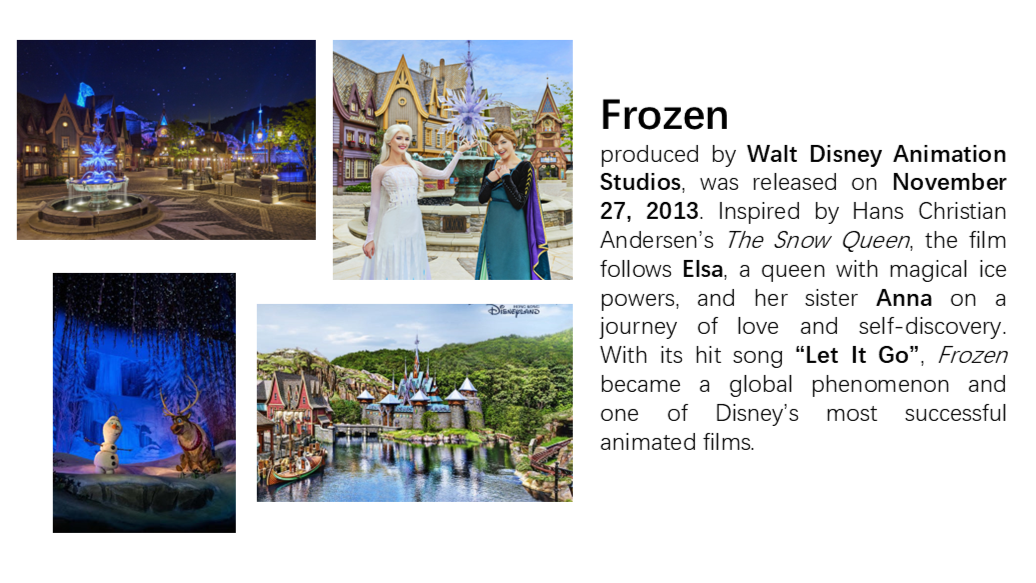 HONG KONG
DISNEYLAND
Frozen
produced by Walt Disney Animation
Studios, was released on November
27, 2013. Inspired by Hans Christian
Andersen’s The Snow Queen, the film
follows Elsa, a queen with magical ice
powers, and her sister Anna on a
journey of love and self-discovery.
With its hit song “Let It Go”, Frozen
became a global phenomenon and
one of Disney’s most successful
animated films.